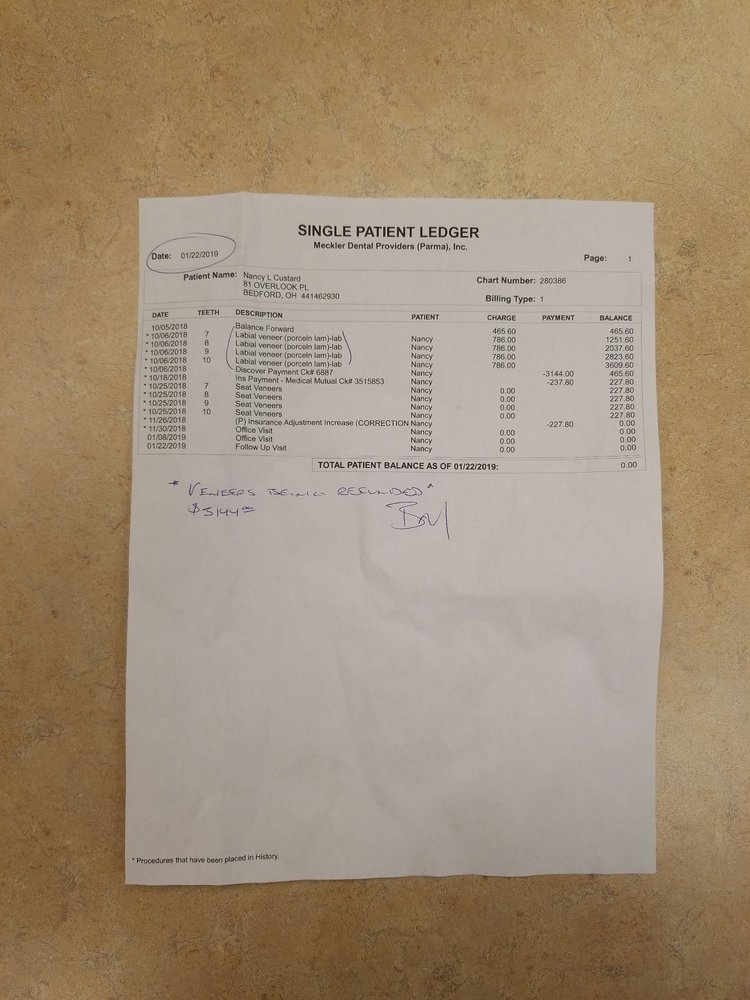 SINGLE PATIENT LEDGER
Meckler Dental Providers (Parma), Inc.
Date: 01/22/2019
Page: 1
Patient Name: Nancy L Custard
81 OVERLOOK PL
BEDFORD, OH 441462930
Chart Number: 280386
Billing Type: 1
DATE TEETH DESCRIPTION PATIENT CHARGE PAYMENT BALANCE
10/05/2018 Balance Forward 465.60 465.60
* 10/06/2018 7 Labial veneer (porceln lam)-lab Nancy 786.00 1251.60
* 10/06/2018 8 Labial veneer (porceln lam)-lab Nancy 786.00 2037.60
* 10/06/2018 9 Labial veneer (porceln lam)-lab Nancy 786.00 2823.60
* 10/06/2018 10 Labial veneer (porceln lam)-lab Nancy 786.00 3609.60
* 10/06/2018 Discover Payment Ck# 6887 Nancy -3144.00 465.60
* 10/18/2018 Ins Payment - Medical Mutual Ck# 3515853 Nancy -237.80 227.80
* 10/25/2018 7 Seat Veneers Nancy 0.00 227.80
* 10/25/2018 8 Seat Veneers Nancy 0.00 227.80
* 10/25/2018 9 Seat Veneers Nancy 0.00 227.80
* 10/25/2018 10 Seat Veneers Nancy 0.00 227.80
* 11/26/2018 (P) Insurance Adjustment Increase (CORRECTION Nancy -227.80 0.00
* 11/30/2018 Office Visit Nancy 0.00 0.00
01/08/2019 Office Visit Nancy 0.00 0.00
01/22/2019 Follow Up Visit Nancy 0.00 0.00
TOTAL PATIENT BALANCE AS OF 01/22/2019: 0.00
* VENEERS BEING REFUNDED *
$3144.00
* Procedures that have been placed in History.